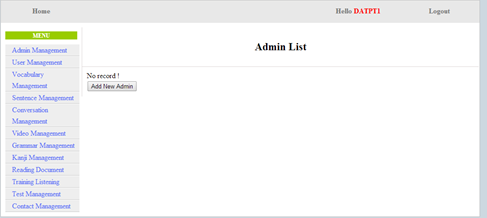 Home Hello DATPT1 Logout
MENU
Admin List
Admin Management
User Management
Vocabulary
Management
Sentence Management
Conversation
Management
Video Management
Grammar Management
Kanji Management
Reading Document
Training Listening
Test Management
Contact Management
No record !
Add New Admin